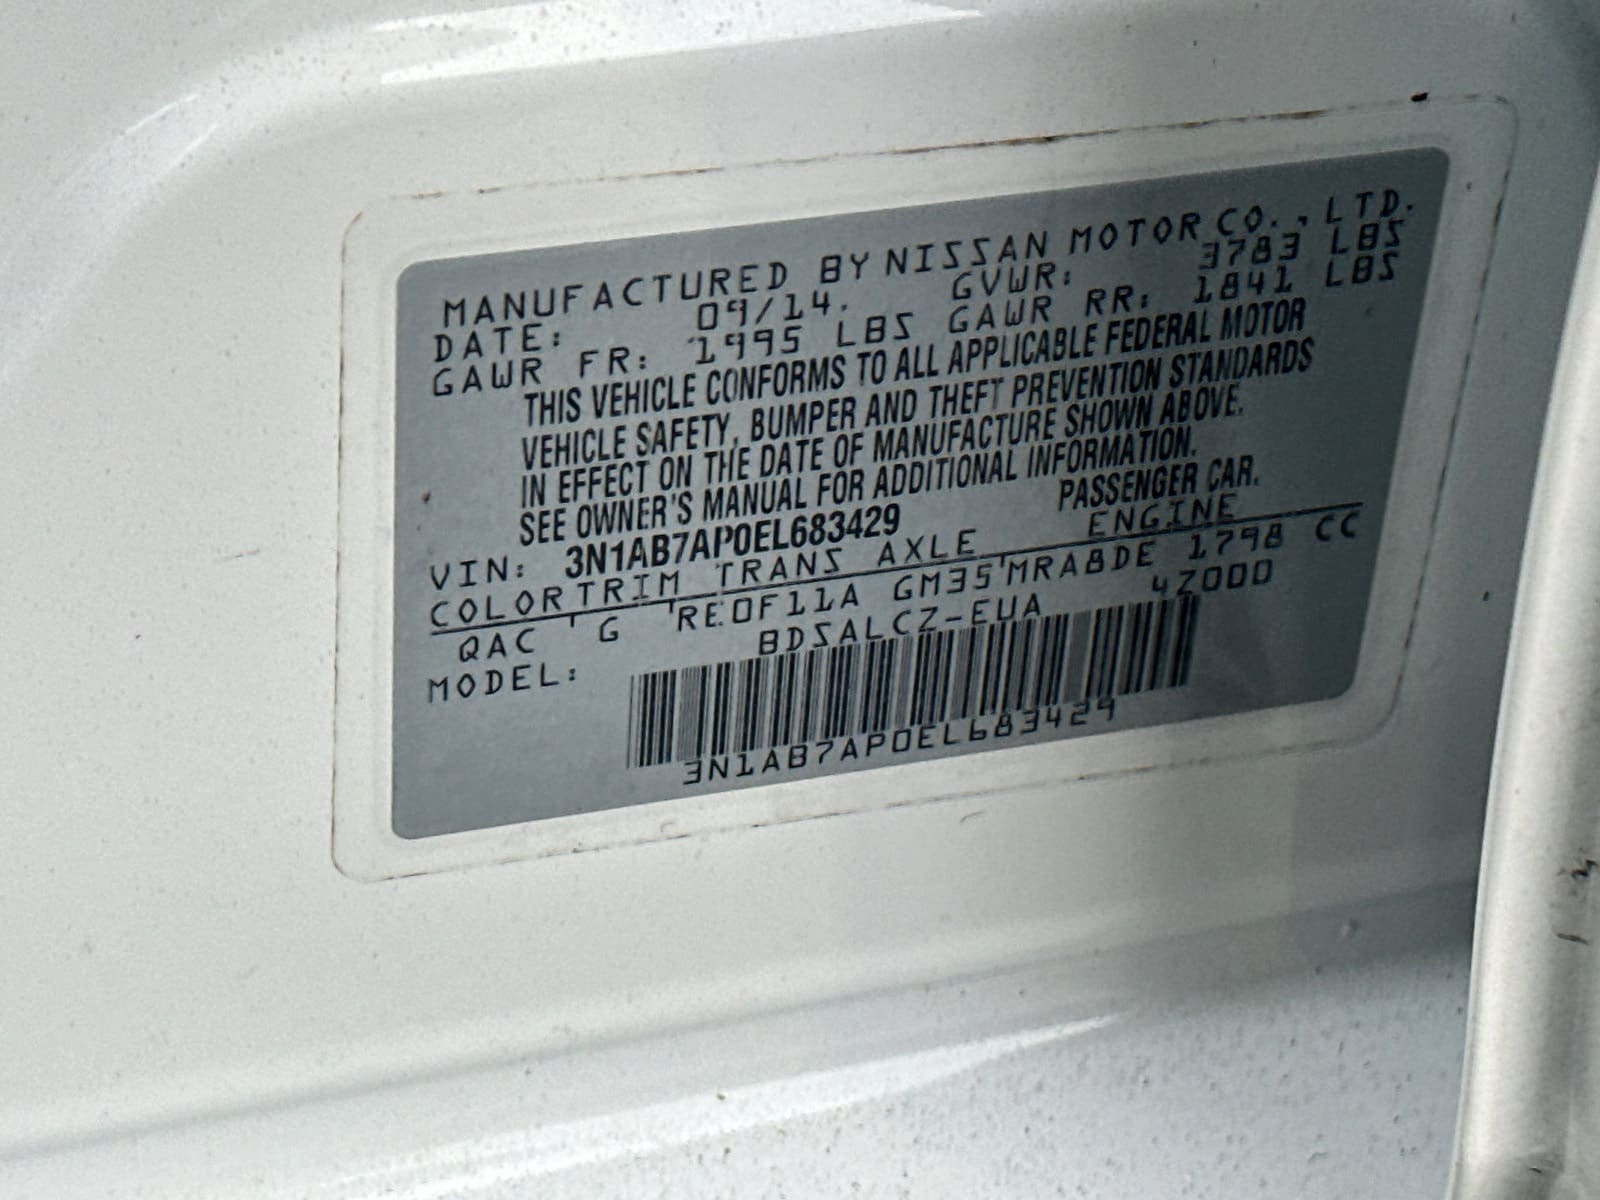 MANUFACTURED BY NISSAN MOTOR CO., LTD.
DATE: 09/14. GVWR: 3783 LBS
GAWR FR: 1995 LBS GAWR RR: 1841 LBS
THIS VEHICLE CONFORMS TO ALL APPLICABLE FEDERAL MOTOR
VEHICLE SAFETY, BUMPER AND THEFT PREVENTION STANDARDS
IN EFFECT ON THE DATE OF MANUFACTURE SHOWN ABOVE.
SEE OWNER'S MANUAL FOR ADDITIONAL INFORMATION.
VIN: 3N1AB7AP0EL683429 PASSENGER CAR.
COLOR TRIM TRANS AXLE ENGINE
QAC G RE0F11A GM35 MRA8DE 1798 CC
MODEL: BDSALCZ-EUA 4Z000
3N1AB7AP0EL683429